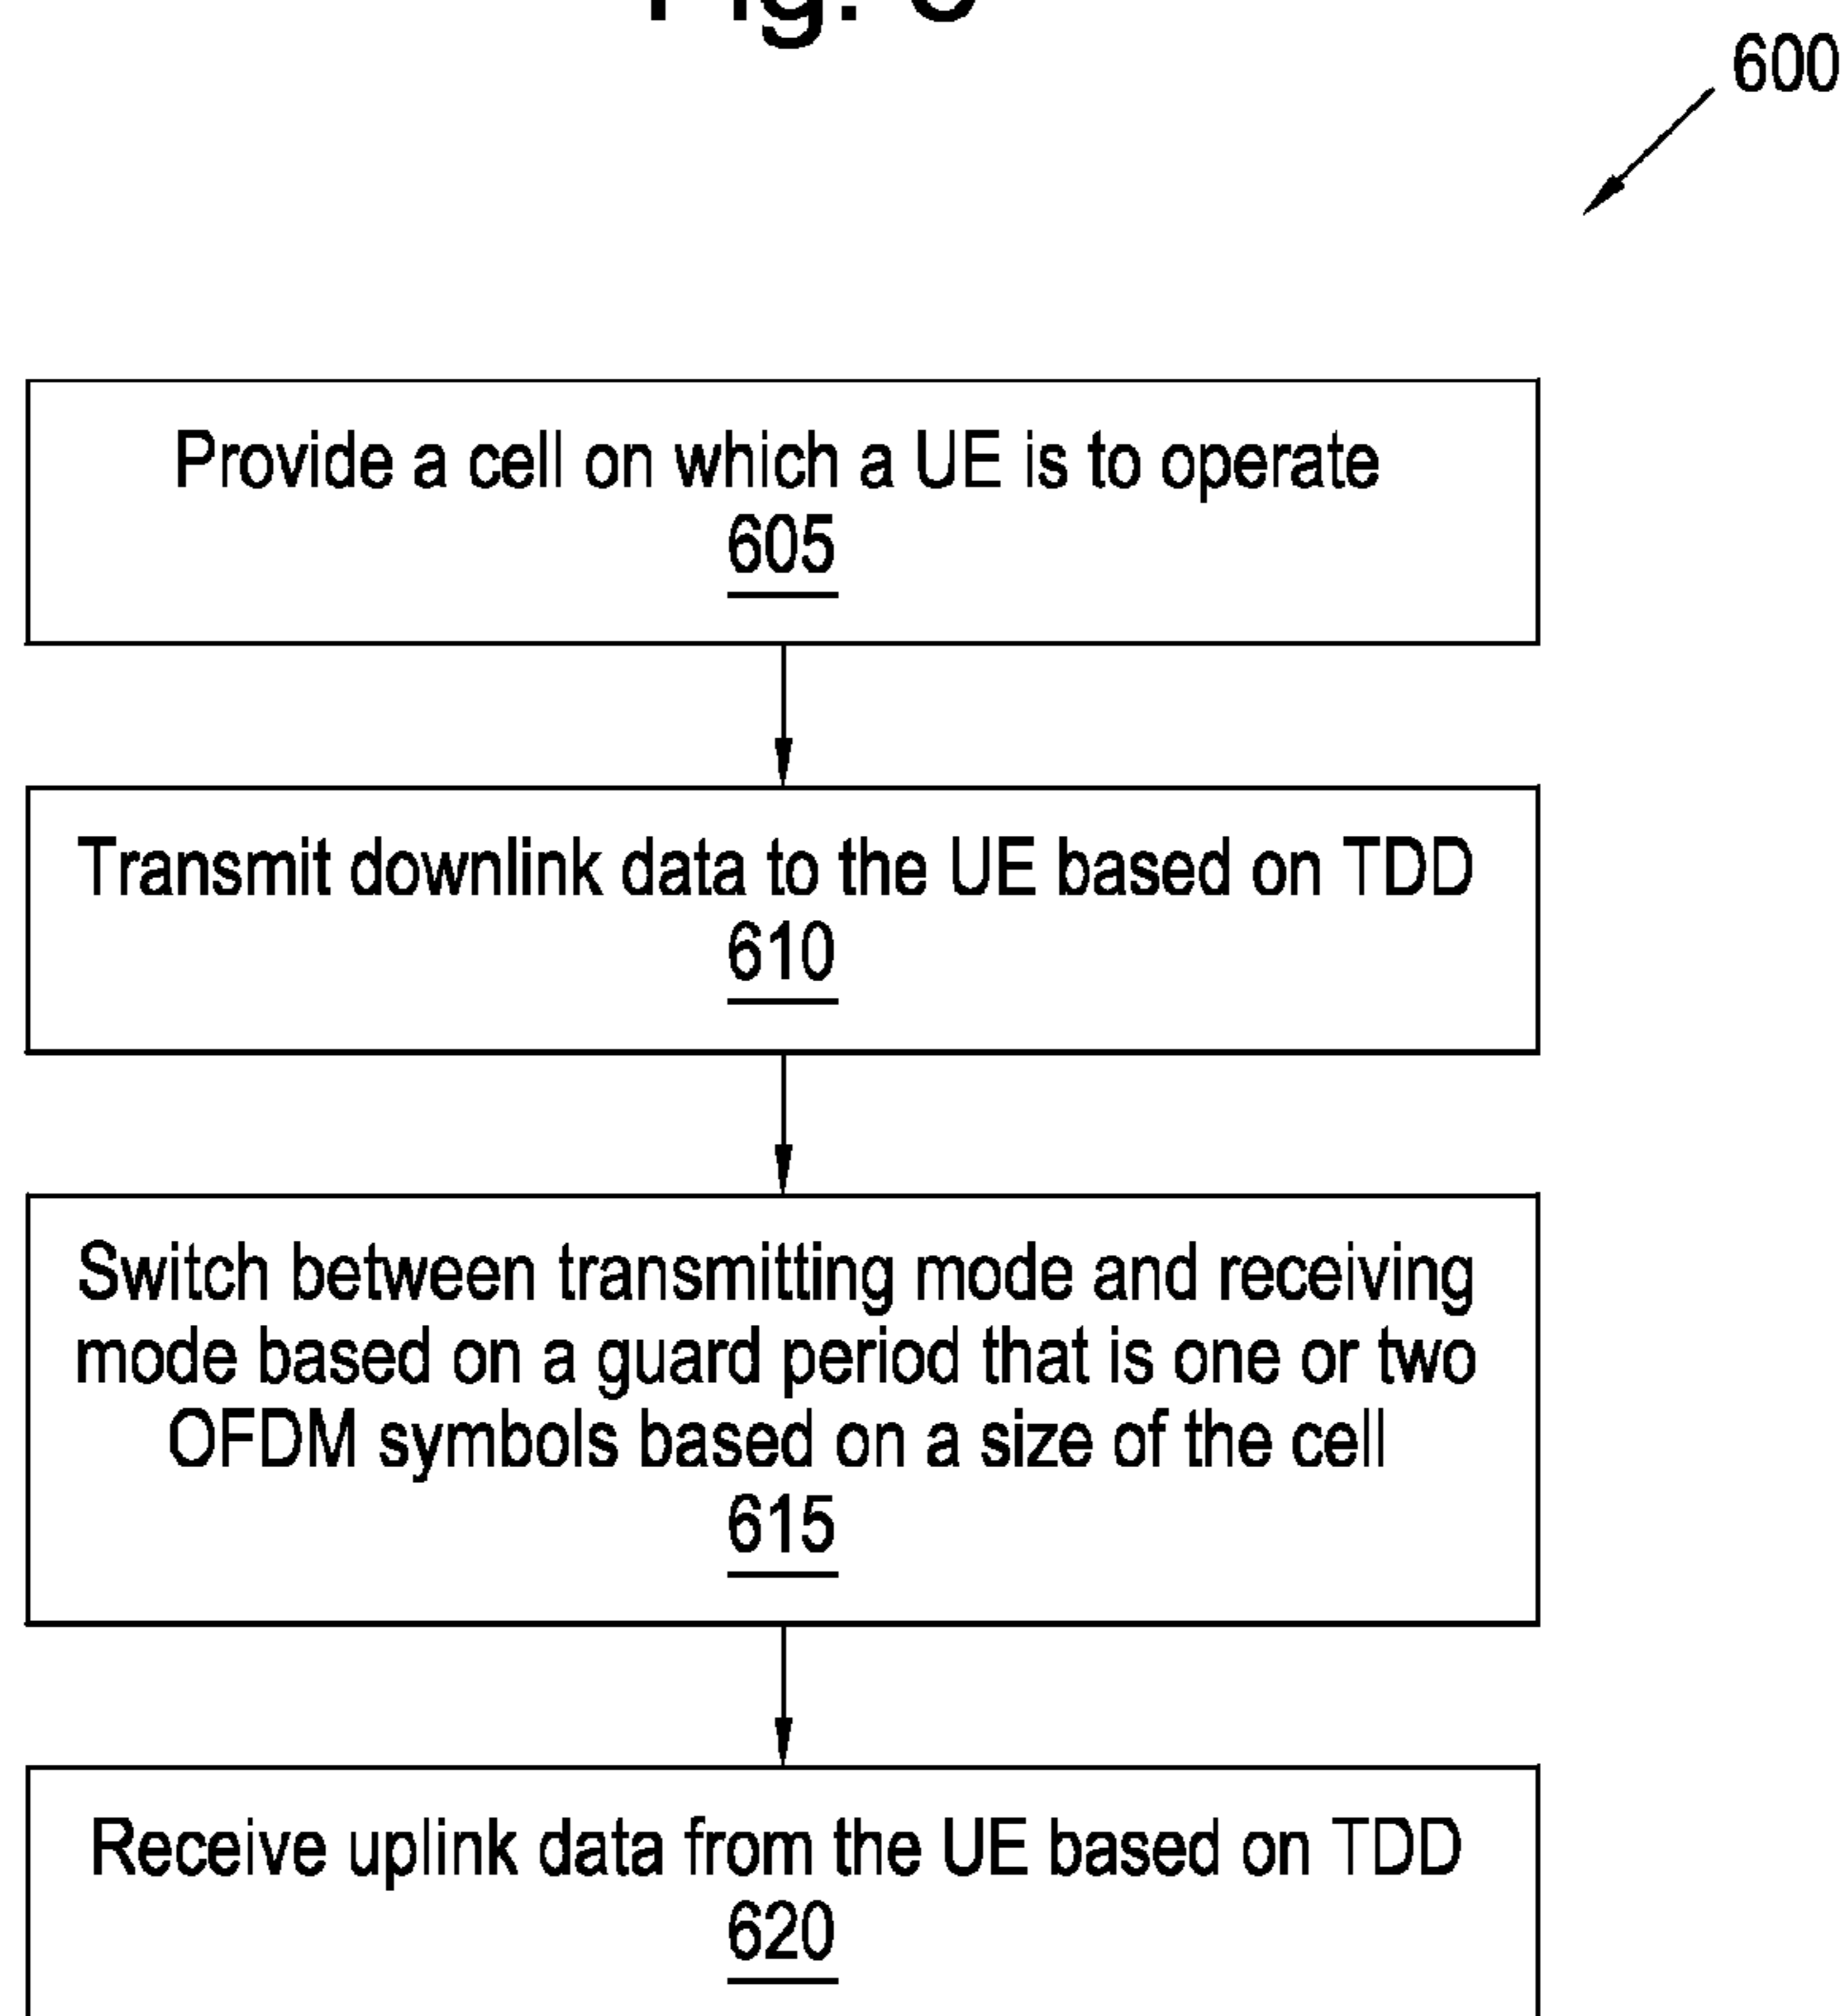 600
Provide a cell on which a UE is to operate
605
Transmit downlink data to the UE based on TDD
610
Switch between transmitting mode and receiving
mode based on a guard period that is one or two
OFDM symbols based on a size of the cell
615
Receive uplink data from the UE based on TDD
620